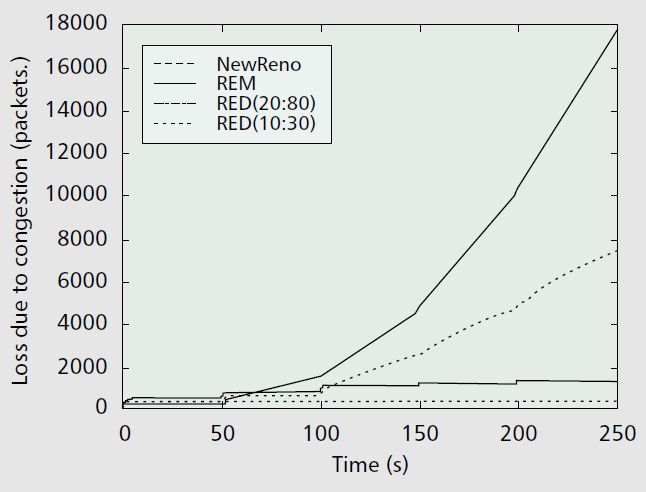 Loss due to congestion (packets.)
18000
16000
14000
12000
10000
8000
6000
4000
2000
0
NewReno
REM
RED(20:80)
RED(10:30)
0 50 100 150 200 250
Time (s)